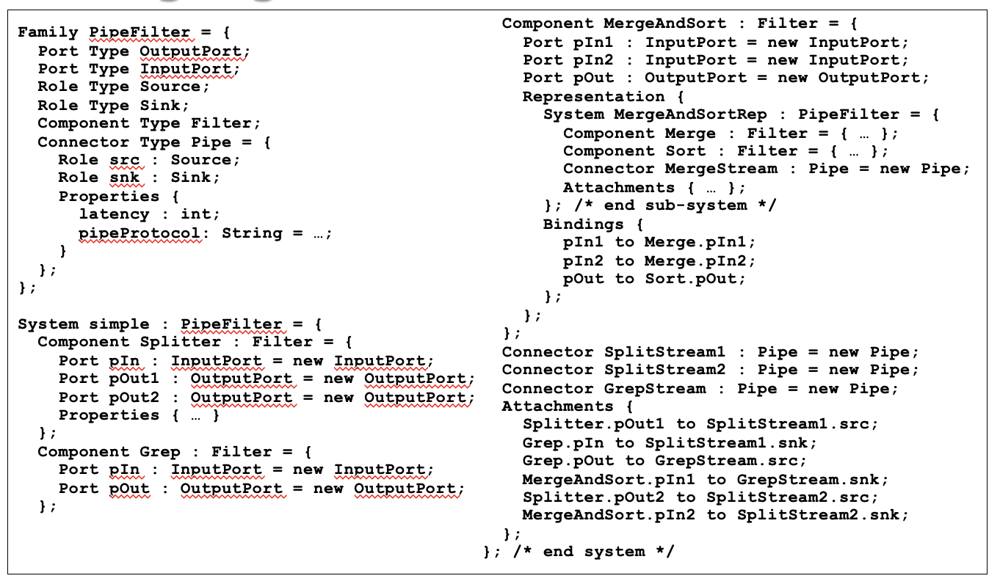 Family PipeFilter = {
  Port Type OutputPort;
  Port Type InputPort;
  Role Type Source;
  Role Type Sink;
  Component Type Filter;
  Connector Type Pipe = {
    Role src : Source;
    Role snk : Sink;
    Properties {
      latency : int;
      pipeProtocol: String = …;
    }
  };
};
System simple : PipeFilter = {
  Component Splitter : Filter = {
    Port pIn : InputPort = new InputPort;
    Port pOut1 : OutputPort = new OutputPort;
    Port pOut2 : OutputPort = new OutputPort;
    Properties { … }
  };
  Component Grep : Filter = {
    Port pIn : InputPort = new InputPort;
    Port pOut : OutputPort = new OutputPort;
  };
  Component MergeAndSort : Filter = {
    Port pIn1 : InputPort = new InputPort;
    Port pIn2 : InputPort = new InputPort;
    Port pOut : OutputPort = new OutputPort;
    Representation {
      System MergeAndSortRep : PipeFilter = {
        Component Merge : Filter = { … };
        Component Sort : Filter = { … };
        Connector MergeStream : Pipe = new Pipe;
        Attachments { … };
      }; /* end sub-system */
      Bindings {
        pIn1 to Merge.pIn1;
        pIn2 to Merge.pIn2;
        pOut to Sort.pOut;
      };
    };
  };
  Connector SplitStream1 : Pipe = new Pipe;
  Connector SplitStream2 : Pipe = new Pipe;
  Connector GrepStream : Pipe = new Pipe;
  Attachments {
    Splitter.pOut1 to SplitStream1.src;
    Grep.pIn to SplitStream1.snk;
    Grep.pOut to GrepStream.src;
    MergeAndSort.pIn1 to GrepStream.snk;
    Splitter.pOut2 to SplitStream2.src;
    MergeAndSort.pIn2 to SplitStream2.snk;
  };
}; /* end system */